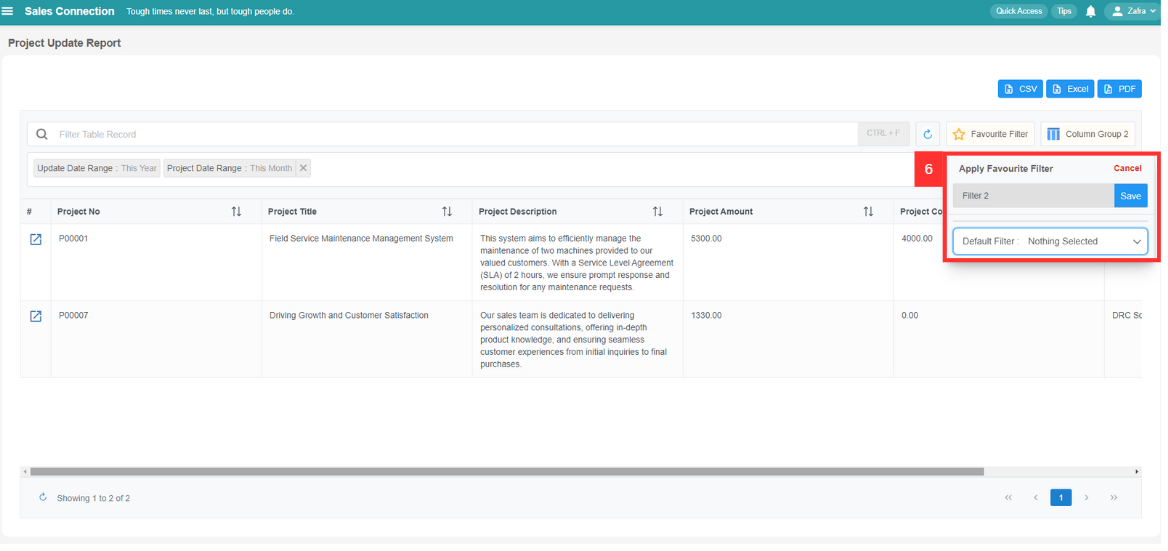 Sales Connection Tough times never last, but tough people do. Quick Access Tips Zafra
Project Update Report
CSV Excel PDF
Filter Table Record CTRL + F Favourite Filter Column Group 2
Update Date Range : This Year Project Date Range : This Month
6 Apply Favourite Filter Cancel
Filter 2 Save
# Project No Project Title Project Description Project Amount Project Co
Default Filter : Nothing Selected
P00001 Field Service Maintenance Management System This system aims to efficiently manage the 5300.00 4000.00
maintenance of two machines provided to our
valued customers. With a Service Level Agreement
(SLA) of 2 hours, we ensure prompt response and
resolution for any maintenance requests.
P00007 Driving Growth and Customer Satisfaction Our sales team is dedicated to delivering 1330.00 0.00 DRC Sc
personalized consultations, offering in-depth
product knowledge, and ensuring seamless
customer experiences from initial inquiries to final
purchases.
Showing 1 to 2 of 2 1